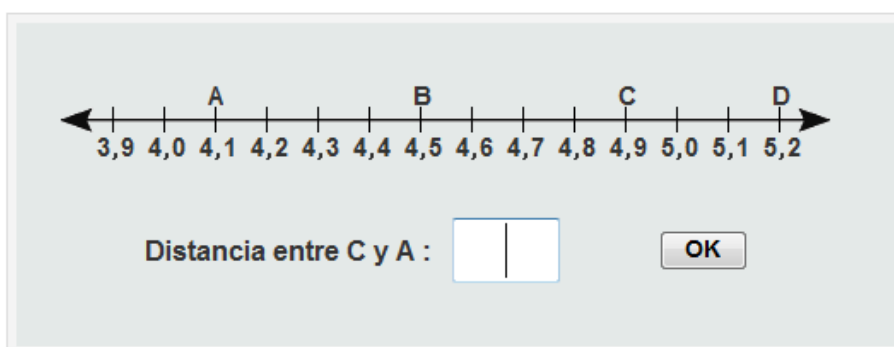 A B C D
3,9 4,0 4,1 4,2 4,3 4,4 4,5 4,6 4,7 4,8 4,9 5,0 5,1 5,2
Distancia entre C y A : OK